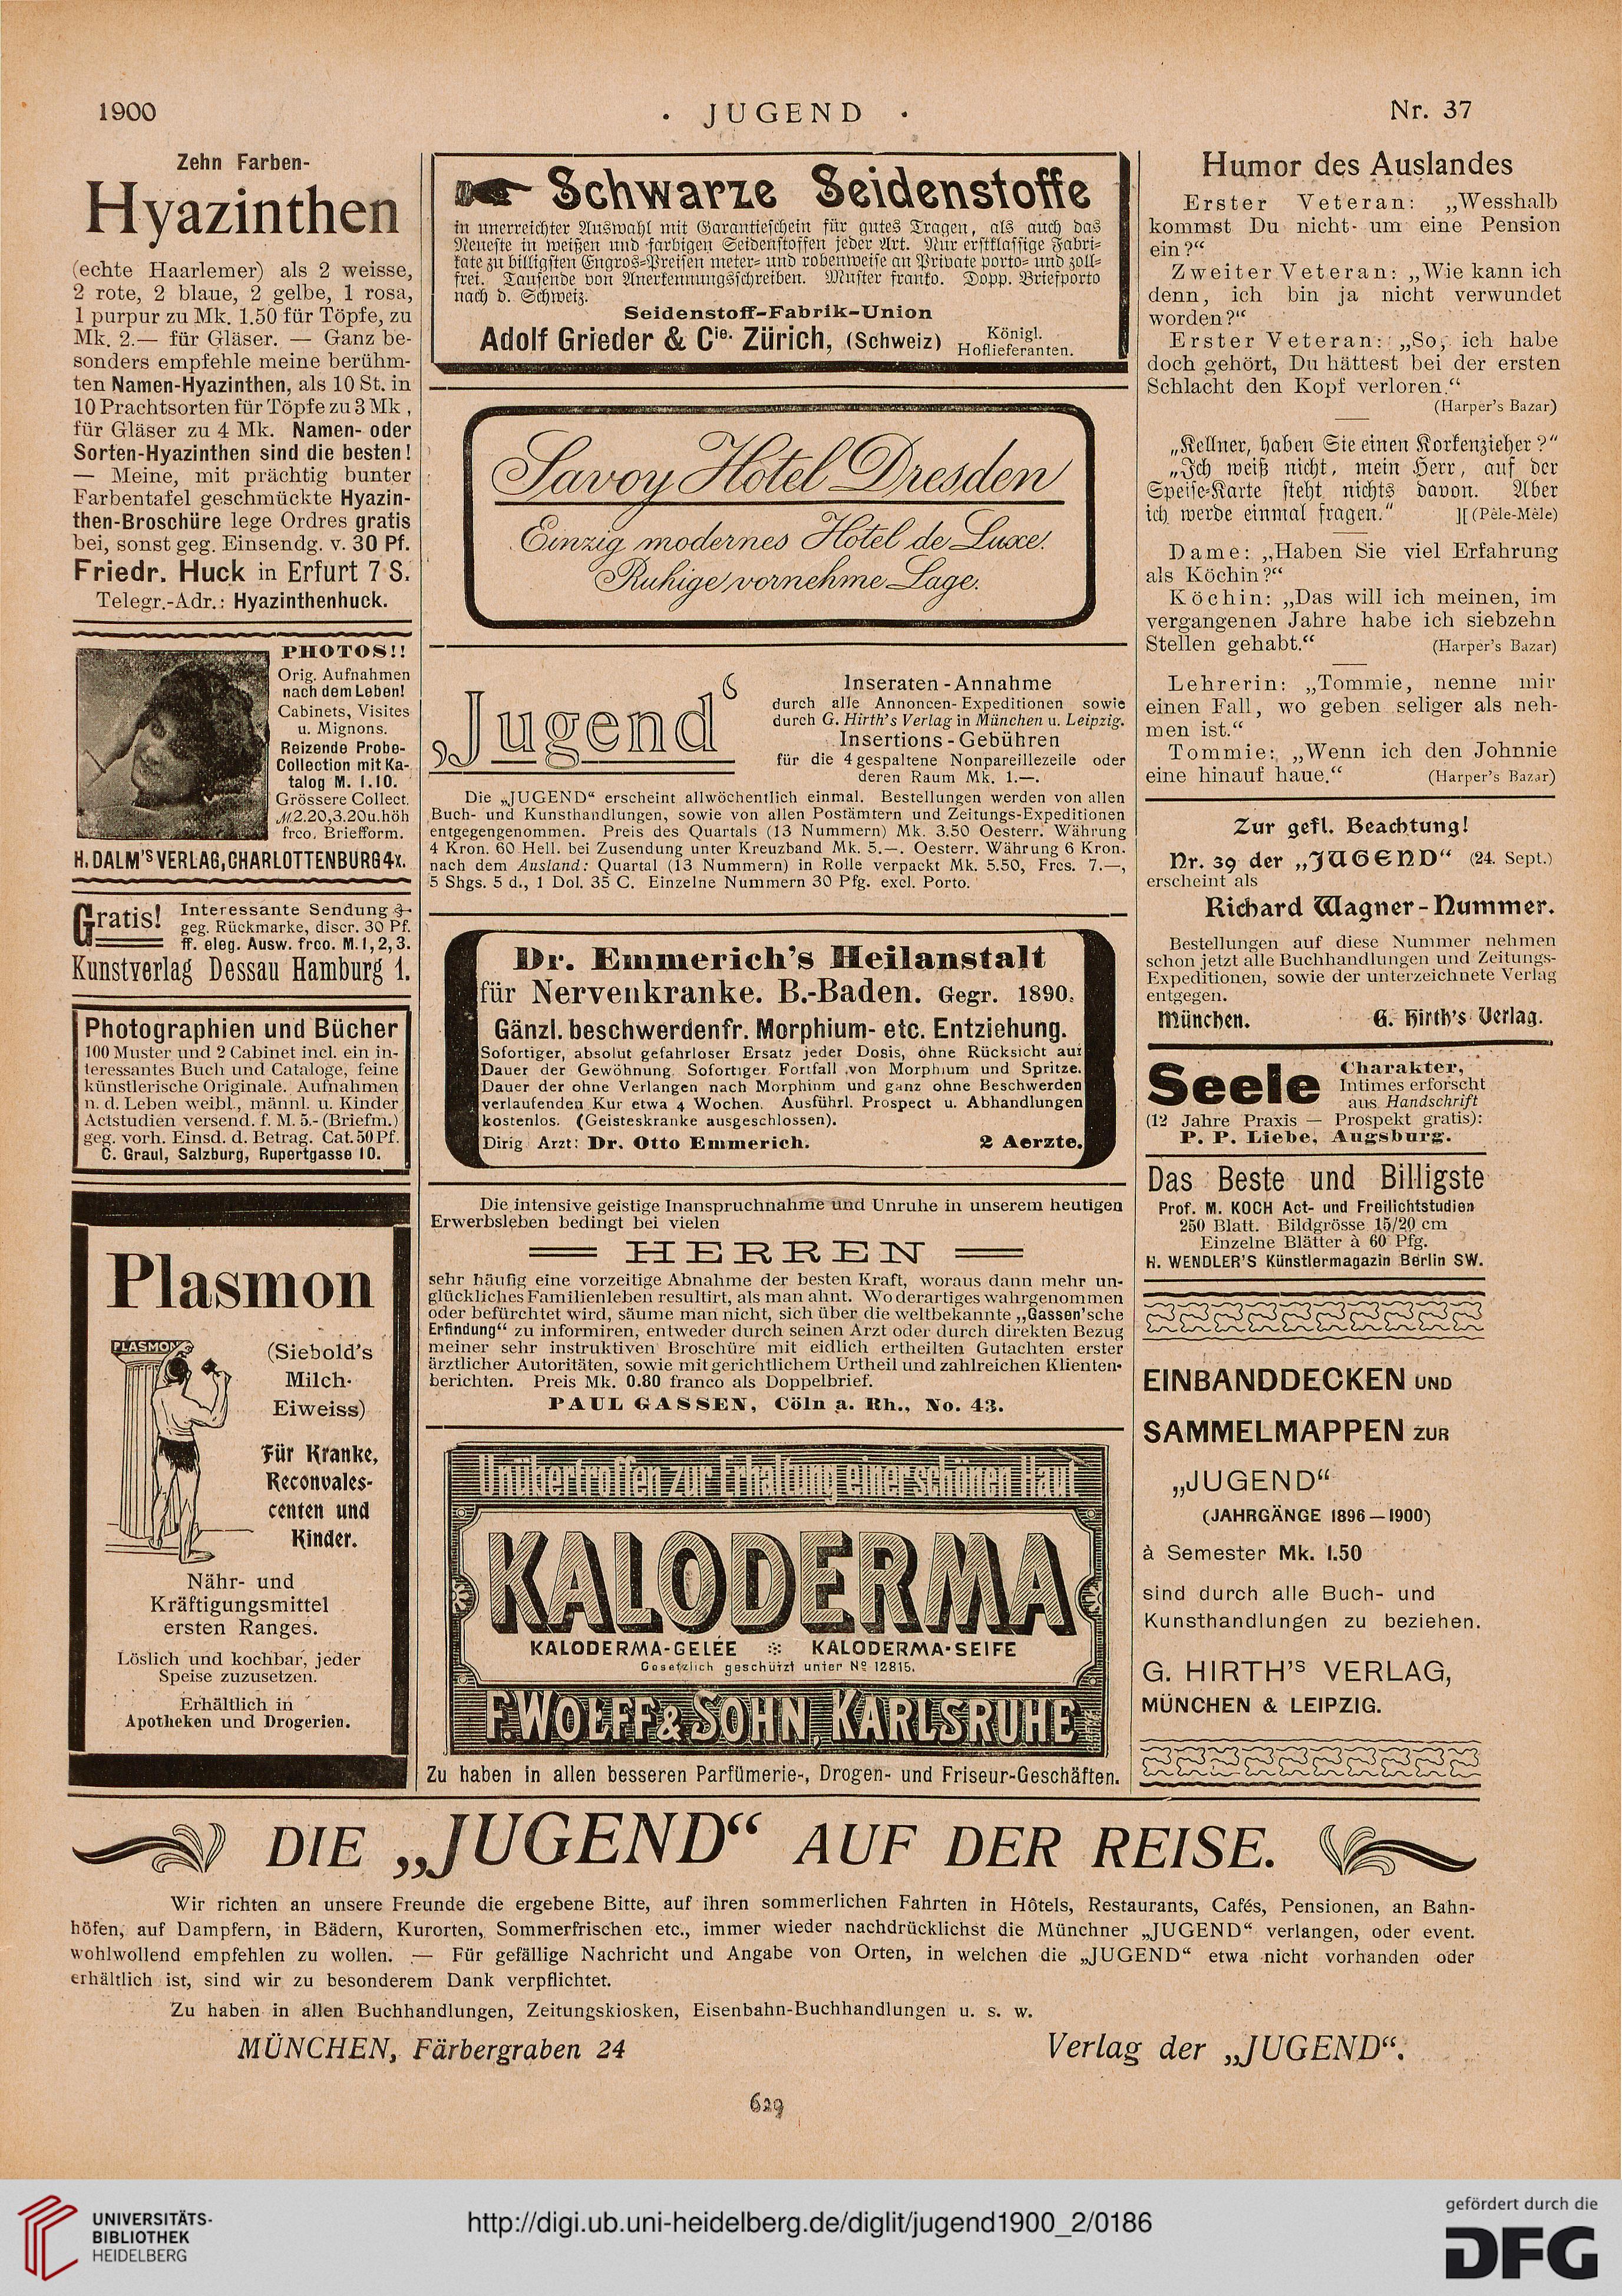 1900
· JUGEND ·
Nr. 37
Zehn Farben-
Hyazinthen
(echte Haarlemer) als 2 weisse,
2 rote, 2 blaue, 2 gelbe, 1 rosa,
1 purpur zu Mk. 1.50 für Töpfe, zu
Mk. 2.— für Gläser. — Ganz be-
sonders empfehle meine berühm-
ten Namen-Hyazinthen, als 10 St. in
10 Prachtsorten für Töpfe zu 3 Mk,
für Gläser zu 4 Mk. Namen- oder
Sorten-Hyazinthen sind die besten!
— Meine, mit prächtig bunter
Farbentafel geschmückte Hyazin-
then-Broschüre lege Ordres gratis
bei, sonst geg. Einsendg. v. 30 Pf.
Friedr. Huck in Erfurt 7 S.
Telegr.-Adr.: Hyazinthenhuck.
PHOTOS!!
Orig. Aufnahmen
nach dem Leben!
Cabinets, Visites
u. Mignons.
Reizende Probe-
Collection mit Ka-
talog M. 1.10.
Grössere Collect.
M. 2.20, 3.20 u. höh
frco. Briefform.
H. DALM'S VERLAG, CHARLOTTENBURG 4x.
Gratis! Interessante Sendung
geg. Rückmarke, discr. 30 Pf.
ff. eleg. Ausw. frco. M. 1, 2, 3.
Kunstverlag Dessau Hamburg 1.
Photographien und Bücher
100 Muster und 2 Cabinet incl. ein in-
teressantes Buch und Cataloge, feine
künstlerische Originale. Aufnahmen
n. d. Leben weibl., männl. u. Kinder
Actstudien versend. f. M. 5.- (Briefm.)
geg. vorh. Einsd. d. Betrag. Cat. 50 Pf.
C. Graul, Salzburg, Rupertgasse 10.
Plasmon
PLASMON
(Siebold's
Milch-
Eiweiss)
Für Kranke,
Reconvales-
centen und
Kinder.
Nähr- und
Kräftigungsmittel
ersten Ranges.
Löslich und kochbar, jeder
Speise zuzusetzen.
Erhältlich in
Apotheken und Drogerien.
Schwarze Seidenstoffe
in unerreichter Auswahl mit Garantieschein für gutes Tragen, als auch das
Neueste in weißen und farbigen Seidenstoffen jeder Art. Nur erstklassige Fabri-
kate zu billigsten Engros-Preisen meter- und robenweise an Private porto- und zoll-
frei. Tausende von Anerkennungsschreiben. Muster franko. Dopp. Briefporto
nach d. Schweiz.
Seidenstoff-Fabrik-Union
Adolf Grieder & Cie. Zürich, (Schweiz) Königl.
Hoflieferanten.
Savoy Hotel Dresden
Einzig modernes Hotel de Luxe.
Ruhige vornehme Lage.
„Jugend“
Inseraten-Annahme
durch alle Annoncen-Expeditionen sowie
durch G. Hirth's Verlag in München u. Leipzig.
Insertions-Gebühren
für die 4 gespaltene Nonpareillezeile oder
deren Raum Mk. 1.—.
Die „JUGEND“ erscheint allwöchentlich einmal. Bestellungen werden von allen
Buch- und Kunsthandlungen, sowie von allen Postämtern und Zeitungs-Expeditionen
entgegengenommen. Preis des Quartals (13 Nummern) Mk. 3.50 Oesterr. Währung
4 Kron. 60 Hell. bei Zusendung unter Kreuzband Mk. 5.—. Oesterr. Währung 6 Kron.
nach dem Ausland: Quartal (13 Nummern) in Rolle verpackt Mk. 5.50, Frcs. 7.—,
5 Shgs. 5 d., 1 Dol. 35 C. Einzelne Nummern 30 Pfg. excl. Porto.
Dr. Emmerich's Heilanstalt
für Nervenkranke. B.-Baden. Gegr. 1890.
Gänzl. beschwerdenfr. Morphium- etc. Entziehung.
Sofortiger, absolut gefahrloser Ersatz jeder Dosis, ohne Rücksicht auf
Dauer der Gewöhnung. Sofortiger Fortfall von Morphium und Spritze.
Dauer der ohne Verlangen nach Morphium und ganz ohne Beschwerden
verlaufenden Kur etwa 4 Wochen. Ausführl. Prospect u. Abhandlungen
kostenlos. (Geisteskranke ausgeschlossen).
Dirig. Arzt: Dr. Otto Emmerich. 2 Aerzte.
Die intensive geistige Inanspruchnahme und Unruhe in unserem heutigen
Erwerbsleben bedingt bei vielen
HERREN
sehr häufig eine vorzeitige Abnahme der besten Kraft, woraus dann mehr un-
glückliches Familienleben resultirt, als man ahnt. Wo derartiges wahrgenommen
oder befürchtet wird, säume man nicht, sich über die weltbekannte „Gassen'sche
Erfindung“ zu informiren, entweder durch seinen Arzt oder durch direkten Bezug
meiner sehr instruktiven Broschüre mit eidlich ertheilten Gutachten erster
ärztlicher Autoritäten, sowie mit gerichtlichem Urtheil und zahlreichen Klienten-
berichten. Preis Mk. 0.80 franco als Doppelbrief.
PAUL GASSEN, Cöln a. Rh., No. 43.
Unübertroffen zur Erhaltung einer schönen Haut
KALODERMA
KALODERMA-GELÉE KALODERMA-SEIFE
Gesetzlich geschützt unter No 12815.
F. WOLFF & SOHN, KARLSRUHE
Zu haben in allen besseren Parfümerie-, Drogen- und Friseur-Geschäften.
Humor des Auslandes
Erster Veteran: „Wesshalb
kommst Du nicht um eine Pension
ein?“
Zweiter Veteran: „Wie kann ich
denn, ich bin ja nicht verwundet
worden?“
Erster Veteran: „So, ich habe
doch gehört, Du hättest bei der ersten
Schlacht den Kopf verloren.“
(Harper's Bazar)
„Kellner, haben Sie einen Korkenzieher?“
„Ich weiß nicht, mein Herr, auf der
Speise-Karte steht nichts davon. Aber
ich werde einmal fragen.“ ][ (Pêle-Mêle)
Dame: „Haben Sie viel Erfahrung
als Köchin?“
Köchin: „Das will ich meinen, im
vergangenen Jahre habe ich siebzehn
Stellen gehabt.“ (Harper's Bazar)
Lehrerin: „Tommie, nenne mir
einen Fall, wo geben seliger als neh-
men ist.“
Tommie: „Wenn ich den Johnnie
eine hinauf haue.“ (Harper's Bazar)
Zur gefl. Beachtung!
Nr. 39 der „JUGEND“ (24. Sept.)
erscheint als
Richard Wagner-Nummer.
Bestellungen auf diese Nummer nehmen
schon jetzt alle Buchhandlungen und Zeitungs-
Expeditionen, sowie der unterzeichnete Verlag
entgegen.
München. G. Hirth's Verlag.
Seele Charakter,
Intimes erforscht
aus Handschrift
(12 Jahre Praxis — Prospekt gratis):
P. P. Liebe, Augsburg.
Das Beste und Billigste
Prof. M. KOCH Act- und Freilichtstudien
250 Blatt. Bildgrösse 15/20 cm
Einzelne Blätter à 60 Pfg.
H. WENDLER'S Künstlermagazin Berlin SW.
EINBANDDECKEN UND
SAMMELMAPPEN ZUR
„JUGEND“
(JAHRGÄNGE 1896—1900)
à Semester Mk. 1.50
sind durch alle Buch- und
Kunsthandlungen zu beziehen.
G. HIRTH'S VERLAG,
MÜNCHEN & LEIPZIG.
DIE „JUGEND“ AUF DER REISE.
Wir richten an unsere Freunde die ergebene Bitte, auf ihren sommerlichen Fahrten in Hôtels, Restaurants, Cafés, Pensionen, an Bahn-
höfen, auf Dampfern, in Bädern, Kurorten, Sommerfrischen etc., immer wieder nachdrücklichst die Münchner „JUGEND“ verlangen, oder event.
wohlwollend empfehlen zu wollen. — Für gefällige Nachricht und Angabe von Orten, in welchen die „JUGEND“ etwa nicht vorhanden oder
erhältlich ist, sind wir zu besonderem Dank verpflichtet.
Zu haben in allen Buchhandlungen, Zeitungskiosken, Eisenbahn-Buchhandlungen u. s. w.
MÜNCHEN, Färbergraben 24
Verlag der „JUGEND“.
629
UNIVERSITÄTS-
BIBLIOTHEK
HEIDELBERG
http://digi.ub.uni-heidelberg.de/diglit/jugend1900_2/0186
gefördert durch die
DFG